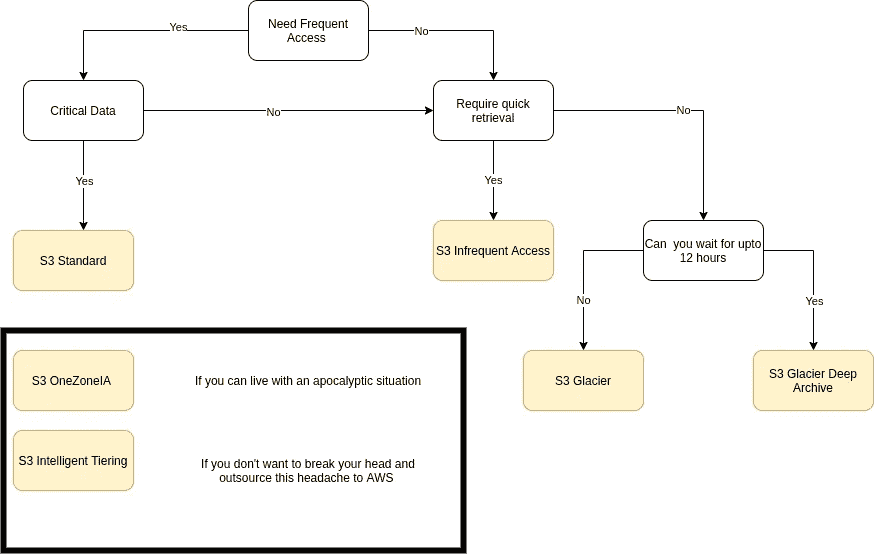 Need Frequent
Access
Yes
No
Critical Data
No
Require quick
retrieval
No
Yes
Yes
S3 Standard
S3 Infrequent Access
Can  you wait for upto
12 hours
No
Yes
S3 Glacier
S3 Glacier Deep
Archive
S3 OneZoneIA
If you can live with an apocalyptic situation
S3 Intelligent Tiering
If you don't want to break your head and
outsource this headache to AWS